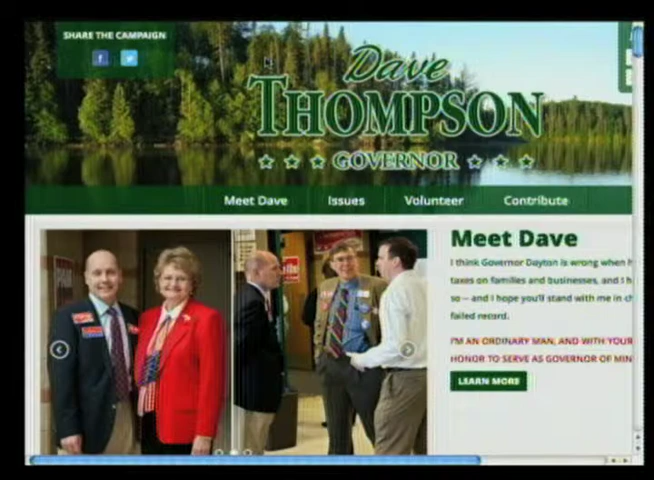 SHARE THE CAMPAIGN
Dave
THOMPSON
GOVERNOR
Meet Dave
Issues
Volunteer
Contribute
Meet Dave
I think Governor Dayton is wrong when h
taxes on families and businesses, and I h
so -- and I hope you'll stand with me in ch
failed record.
I'M AN ORDINARY MAN, AND WITH YOUR
HONOR TO SERVE AS GOVERNOR OF MIN
LEARN MORE